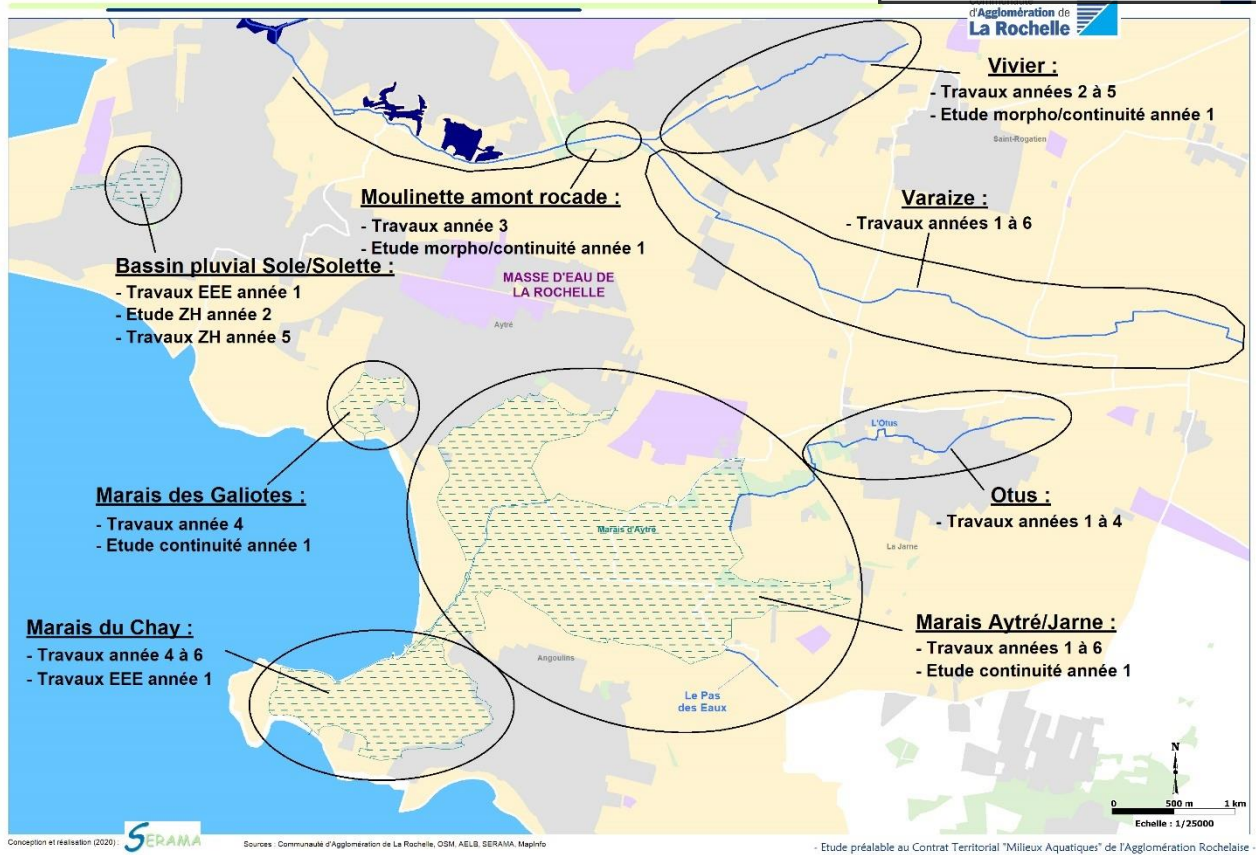 d'Agglomération de
La Rochelle
Vivier :
- Travaux années 2 à 5
- Etude morpho/continuité année 1
Saint-Rogatien
Moulinette amont rocade :
- Travaux année 3
- Etude morpho/continuité année 1
Varaize :
- Travaux années 1 à 6
Bassin pluvial Sole/Solette :
- Travaux EEE année 1
- Etude ZH année 2
- Travaux ZH année 5
MASSE D'EAU DE
LA ROCHELLE
Aytré
Marais des Galiotes :
- Travaux année 4
- Etude continuité année 1
L'Otus
Otus :
- Travaux années 1 à 4
Marais d'Aytré
La Jarne
Marais du Chay :
- Travaux année 4 à 6
- Travaux EEE année 1
Marais Aytré/Jarne :
- Travaux années 1 à 6
- Etude continuité année 1
Angoulins
Le Pas
des Eaux
N
0 500 m 1 km
Echelle : 1/25000
Conception et réalisation (2020) : SERAMA
Sources : Communauté d'Agglomération de La Rochelle, OSM, AELB, SERAMA, MapInfo
- Etude préalable au Contrat Territorial "Milieux Aquatiques" de l'Agglomération Rochelaise -